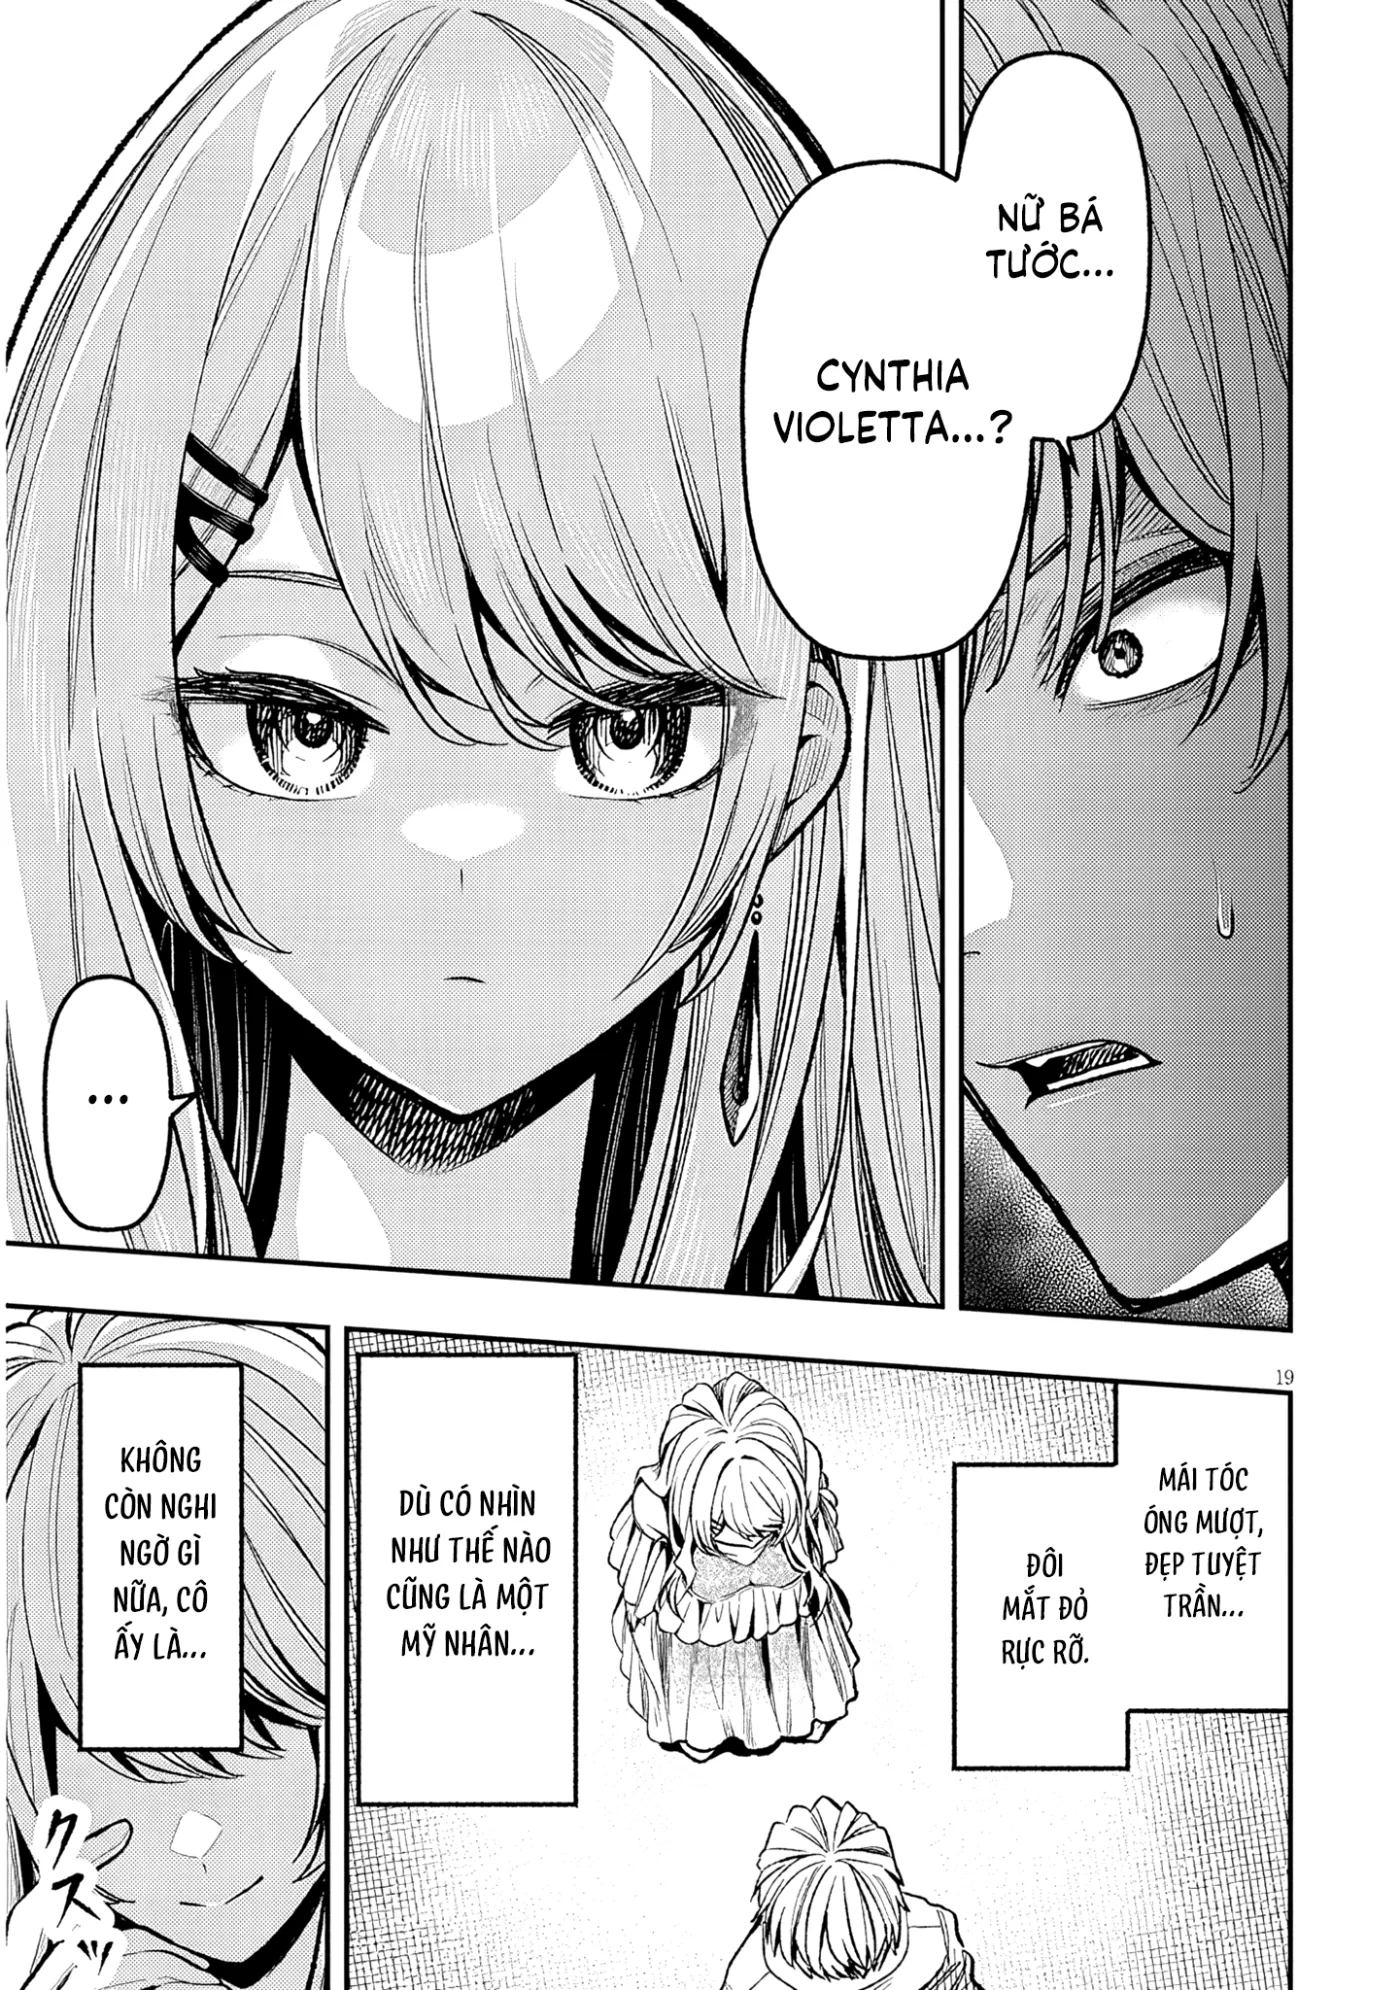 NỮ BÁ
TƯỚC...
CYNTHIA
VIOLETTA...?
...
19
MÁI TÓC
ÓNG MƯỢT,
ĐẸP TUYỆT
TRẦN...
ĐÔI
MẮT ĐỎ
RỰC RỠ.
DÙ CÓ NHÌN
NHƯ THẾ NÀO
CŨNG LÀ MỘT
MỸ NHÂN...
KHÔNG
CÒN NGHI
NGỜ GÌ
NỮA, CÔ
ẤY LÀ...
クスッ